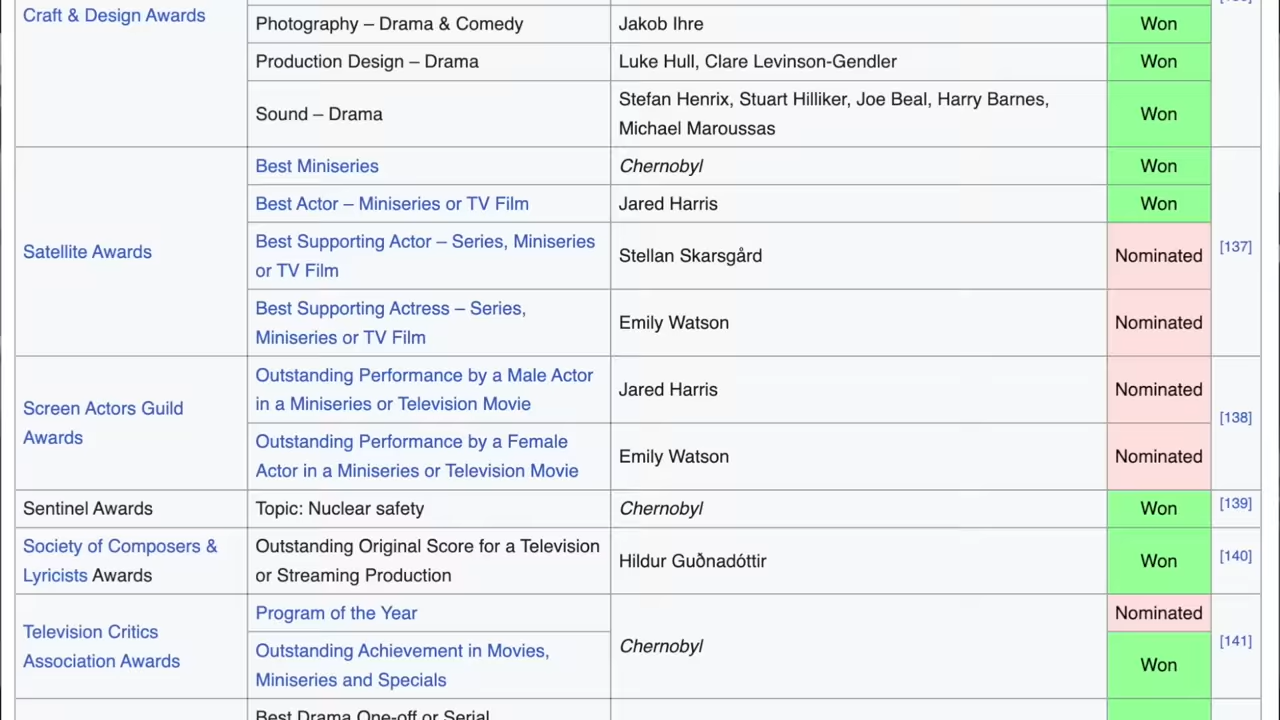 Craft & Design Awards
Photography – Drama & Comedy
Jakob Ihre
Won
Production Design – Drama
Luke Hull, Clare Levinson-Gendler
Won
Sound – Drama
Stefan Henrix, Stuart Hilliker, Joe Beal, Harry Barnes,
Michael Maroussas
Won
Satellite Awards
Best Miniseries
Chernobyl
Won
[137]
Best Actor – Miniseries or TV Film
Jared Harris
Won
Best Supporting Actor – Series, Miniseries
or TV Film
Stellan Skarsgård
Nominated
Best Supporting Actress – Series,
Miniseries or TV Film
Emily Watson
Nominated
Screen Actors Guild
Awards
Outstanding Performance by a Male Actor
in a Miniseries or Television Movie
Jared Harris
Nominated
[138]
Outstanding Performance by a Female
Actor in a Miniseries or Television Movie
Emily Watson
Nominated
Sentinel Awards
Topic: Nuclear safety
Chernobyl
Won
[139]
Society of Composers &
Lyricists Awards
Outstanding Original Score for a Television
or Streaming Production
Hildur Guðnadóttir
Won
[140]
Television Critics
Association Awards
Program of the Year
Chernobyl
Nominated
[141]
Outstanding Achievement in Movies,
Miniseries and Specials
Won
Best Drama One-off or Serial